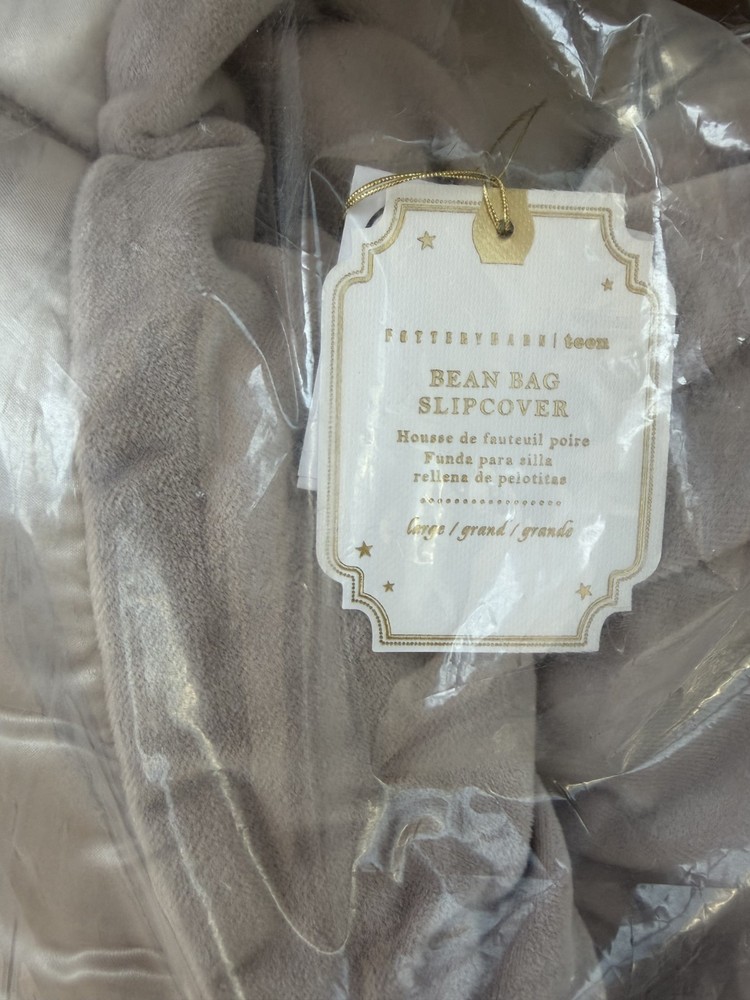 POTTERYBARN | teen
BEAN BAG
SLIPCOVER
Housse de fauteuil poire
Funda para silla
rellena de pelotitas
large / grand / grande